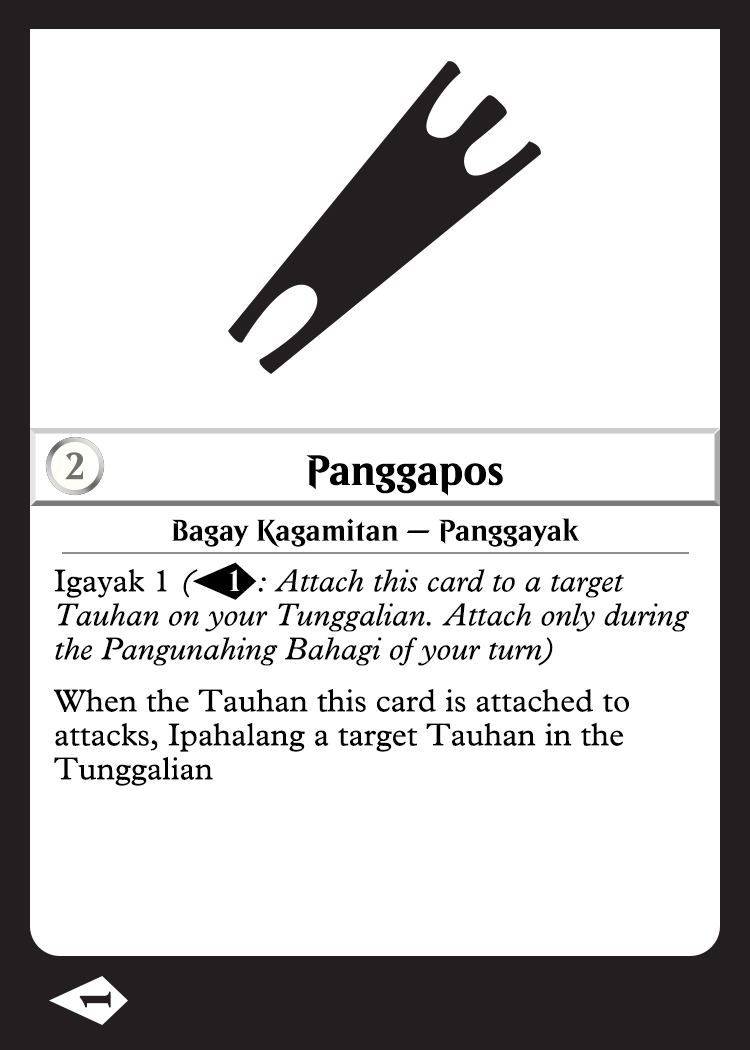 2
Panggapos
Bagay Kagamitan — Panggayak
Igayak 1 (1: Attach this card to a target
Tauhan on your Tunggalian. Attach only during
the Pangunahing Bahagi of your turn)
When the Tauhan this card is attached to
attacks, Ipahalang a target Tauhan in the
Tunggalian
1